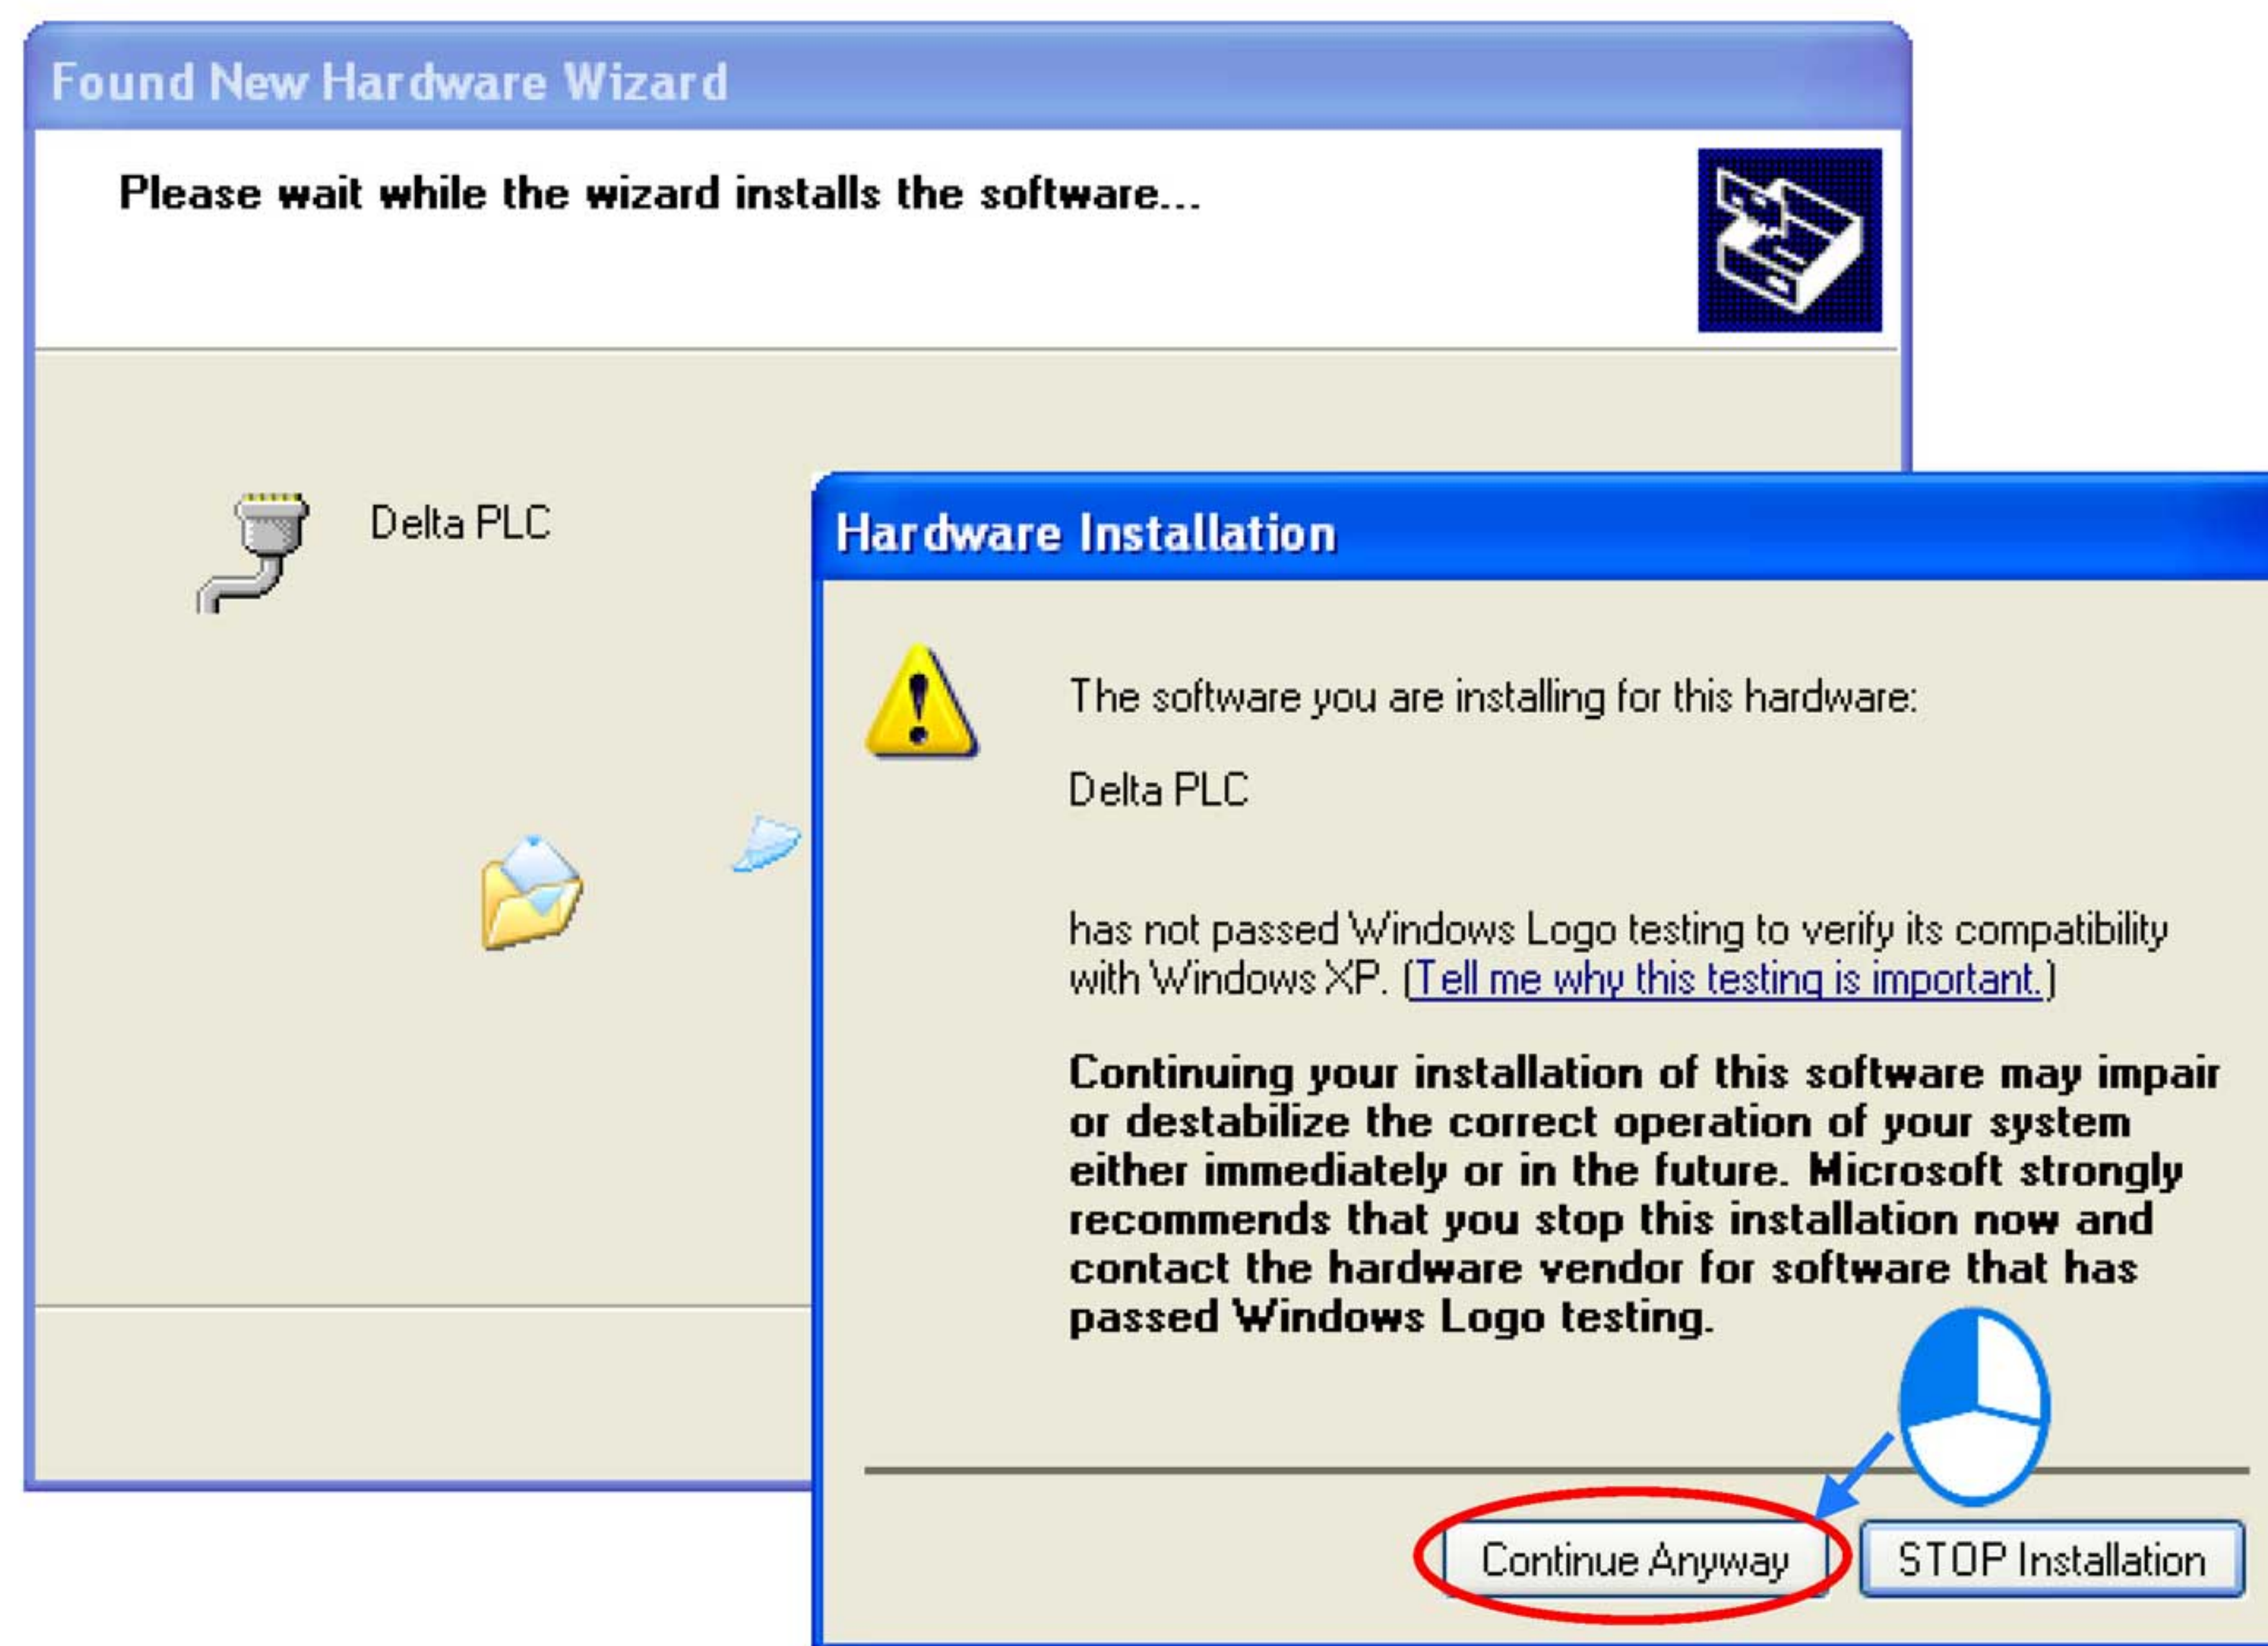 Found New Hardware Wizard
Please wait while the wizard installs the software...
Delta PLC
Hardware Installation
The software you are installing for this hardware:
Delta PLC
has not passed Windows Logo testing to verify its compatibility
with Windows XP. (Tell me why this testing is important.)
Continuing your installation of this software may impair
or destabilize the correct operation of your system
either immediately or in the future. Microsoft strongly
recommends that you stop this installation now and
contact the hardware vendor for software that has
passed Windows Logo testing.
Continue Anyway
STOP Installation